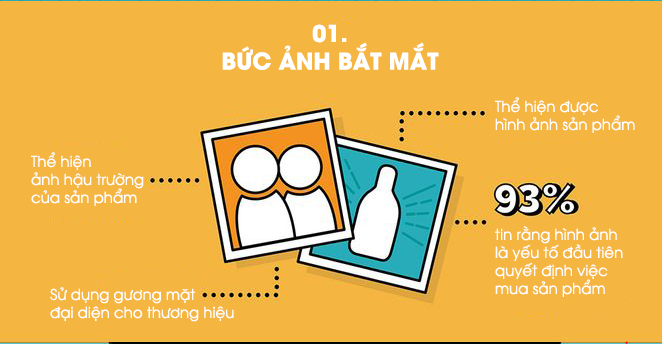 01.
BỨC ẢNH BẮT MẮT
Thể hiện được
hình ảnh sản phẩm
Thể hiện
ảnh hậu trường
của sản phẩm
93%
tin rằng hình ảnh
là yếu tố đầu tiên
quyết định việc
mua sản phẩm
Sử dụng gương mặt
đại diện cho thương hiệu